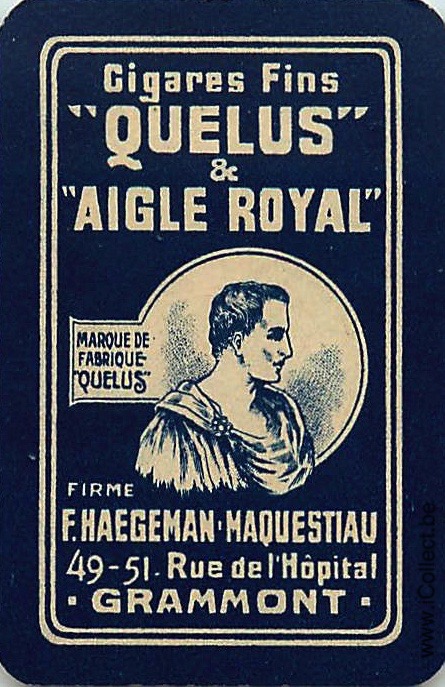 Cigares Fins
"QUELUS"
&
"AIGLE ROYAL"
MARQUE DE
FABRIQUE
"QUELUS"
FIRME
F. HAEGEMAN-MAQUESTIAU
49-51. Rue de l'Hôpital
· GRAMMONT ·
www.iCollect.be